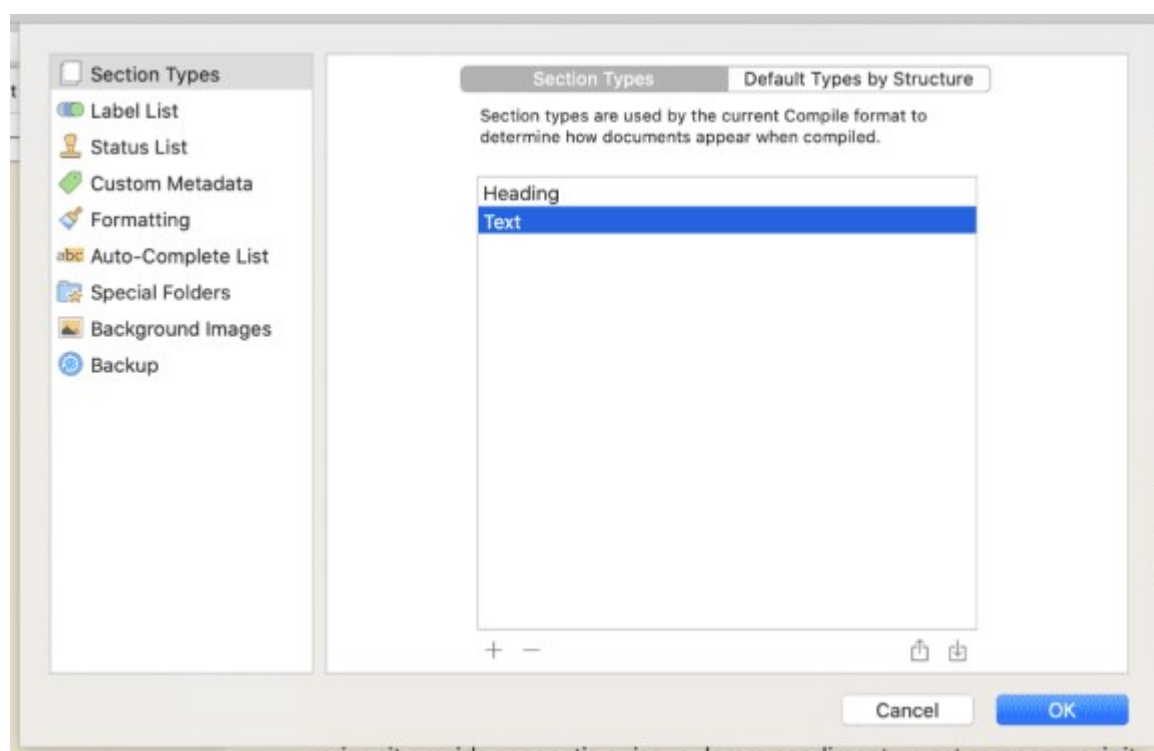 Section Types
Label List
Status List
Custom Metadata
Formatting
abc Auto-Complete List
Special Folders
Background Images
Backup
Section Types Default Types by Structure
Section types are used by the current Compile format to
determine how documents appear when compiled.
Heading
Text
Cancel OK